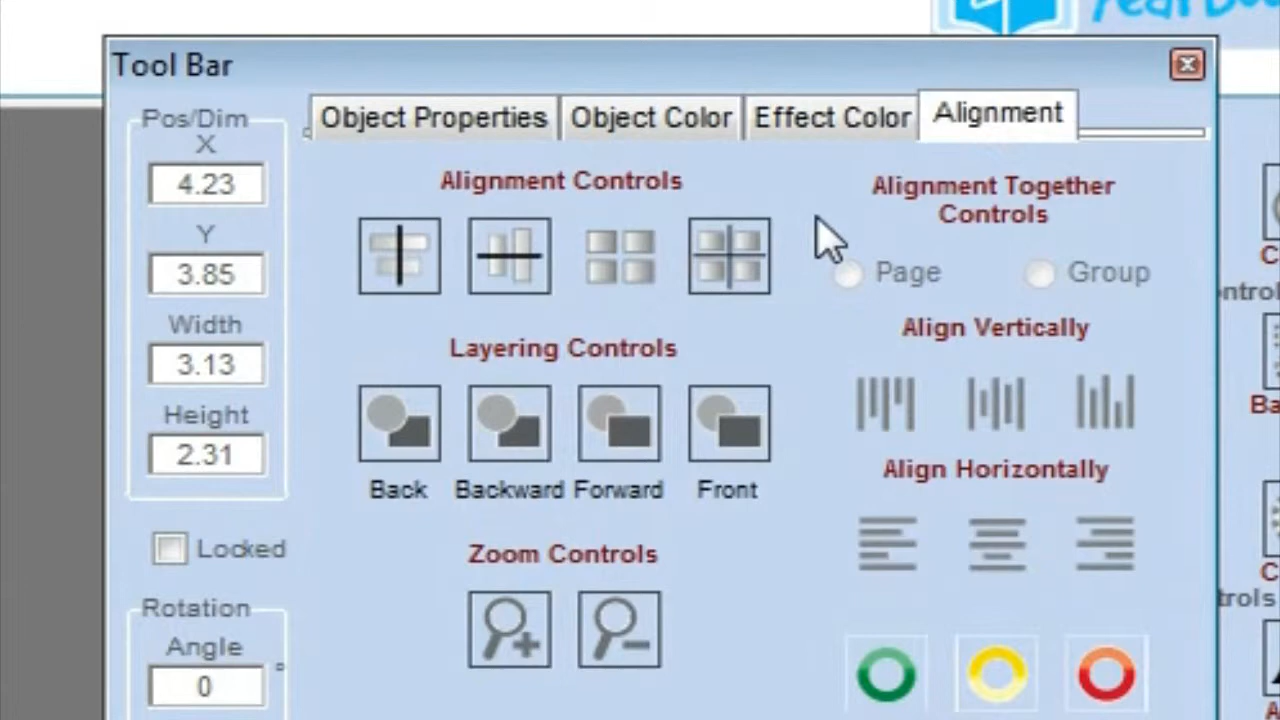 Tool Bar
Pos/Dim
X
4.23
Y
3.85
Width
3.13
Height
2.31
Locked
Rotation
Angle
0
°
Object Properties
Object Color
Effect Color
Alignment
Alignment Controls
Layering Controls
Back
Backward
Forward
Front
Zoom Controls
Alignment Together
Controls
Page
Group
Align Vertically
Align Horizontally